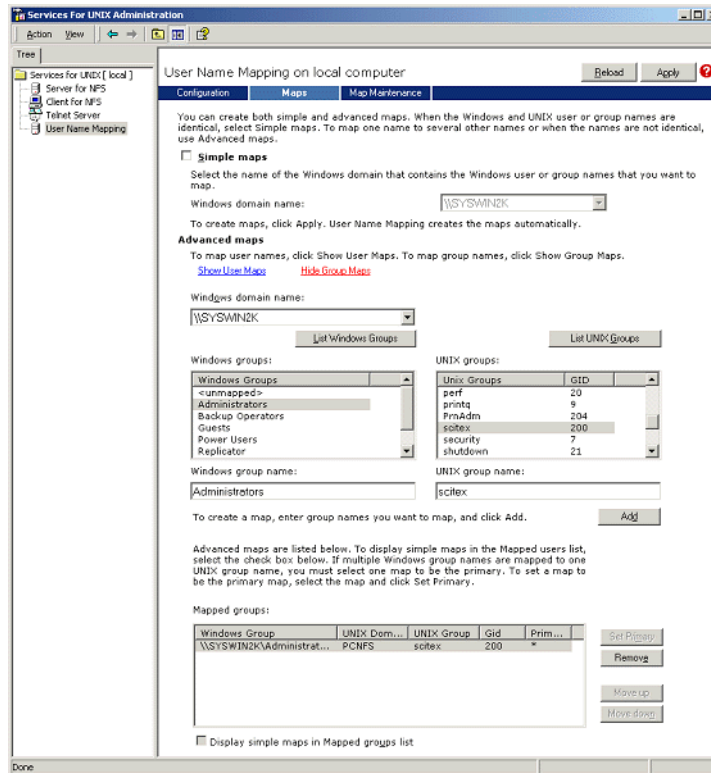 Services For UNIX Administration
Action View
Tree
Services for UNIX [ local ]
Server for NFS
Client for NFS
Telnet Server
User Name Mapping
User Name Mapping on local computer
Reload Apply
Configuration Maps Map Maintenance
You can create both simple and advanced maps. When the Windows and UNIX user or group names are
identical, select Simple maps. To map one name to several other names or when the names are not identical,
use Advanced maps.
Simple maps
Select the name of the Windows domain that contains the Windows user or group names that you want to
map.
Windows domain name: \\SYSWIN2K
To create maps, click Apply. User Name Mapping creates the maps automatically.
Advanced maps
To map user names, click Show User Maps. To map group names, click Show Group Maps.
Show User Maps Hide Group Maps
Windows domain name:
\\SYSWIN2K
List Windows Groups List UNIX Groups
Windows groups: UNIX groups:
Windows Groups Unix Groups GID
<unmapped> perf 20
Administrators printq 9
Backup Operators PrnAdm 204
Guests scitex 200
Power Users security 7
Replicator shutdown 21
Windows group name: UNIX group name:
Administrators scitex
To create a map, enter group names you want to map, and click Add. Add
Advanced maps are listed below. To display simple maps in the Mapped users list,
select the check box below. If multiple Windows group names are mapped to one
UNIX group name, you must select one map to be the primary. To set a map to
be the primary map, select the map and click Set Primary.
Mapped groups:
Windows Group UNIX Dom... UNIX Group Gid Prim...
\\SYSWIN2K\Administrat... PCNFS scitex 200 *
Set Primary
Remove
Move up
Move down
Display simple maps in Mapped groups list
Done